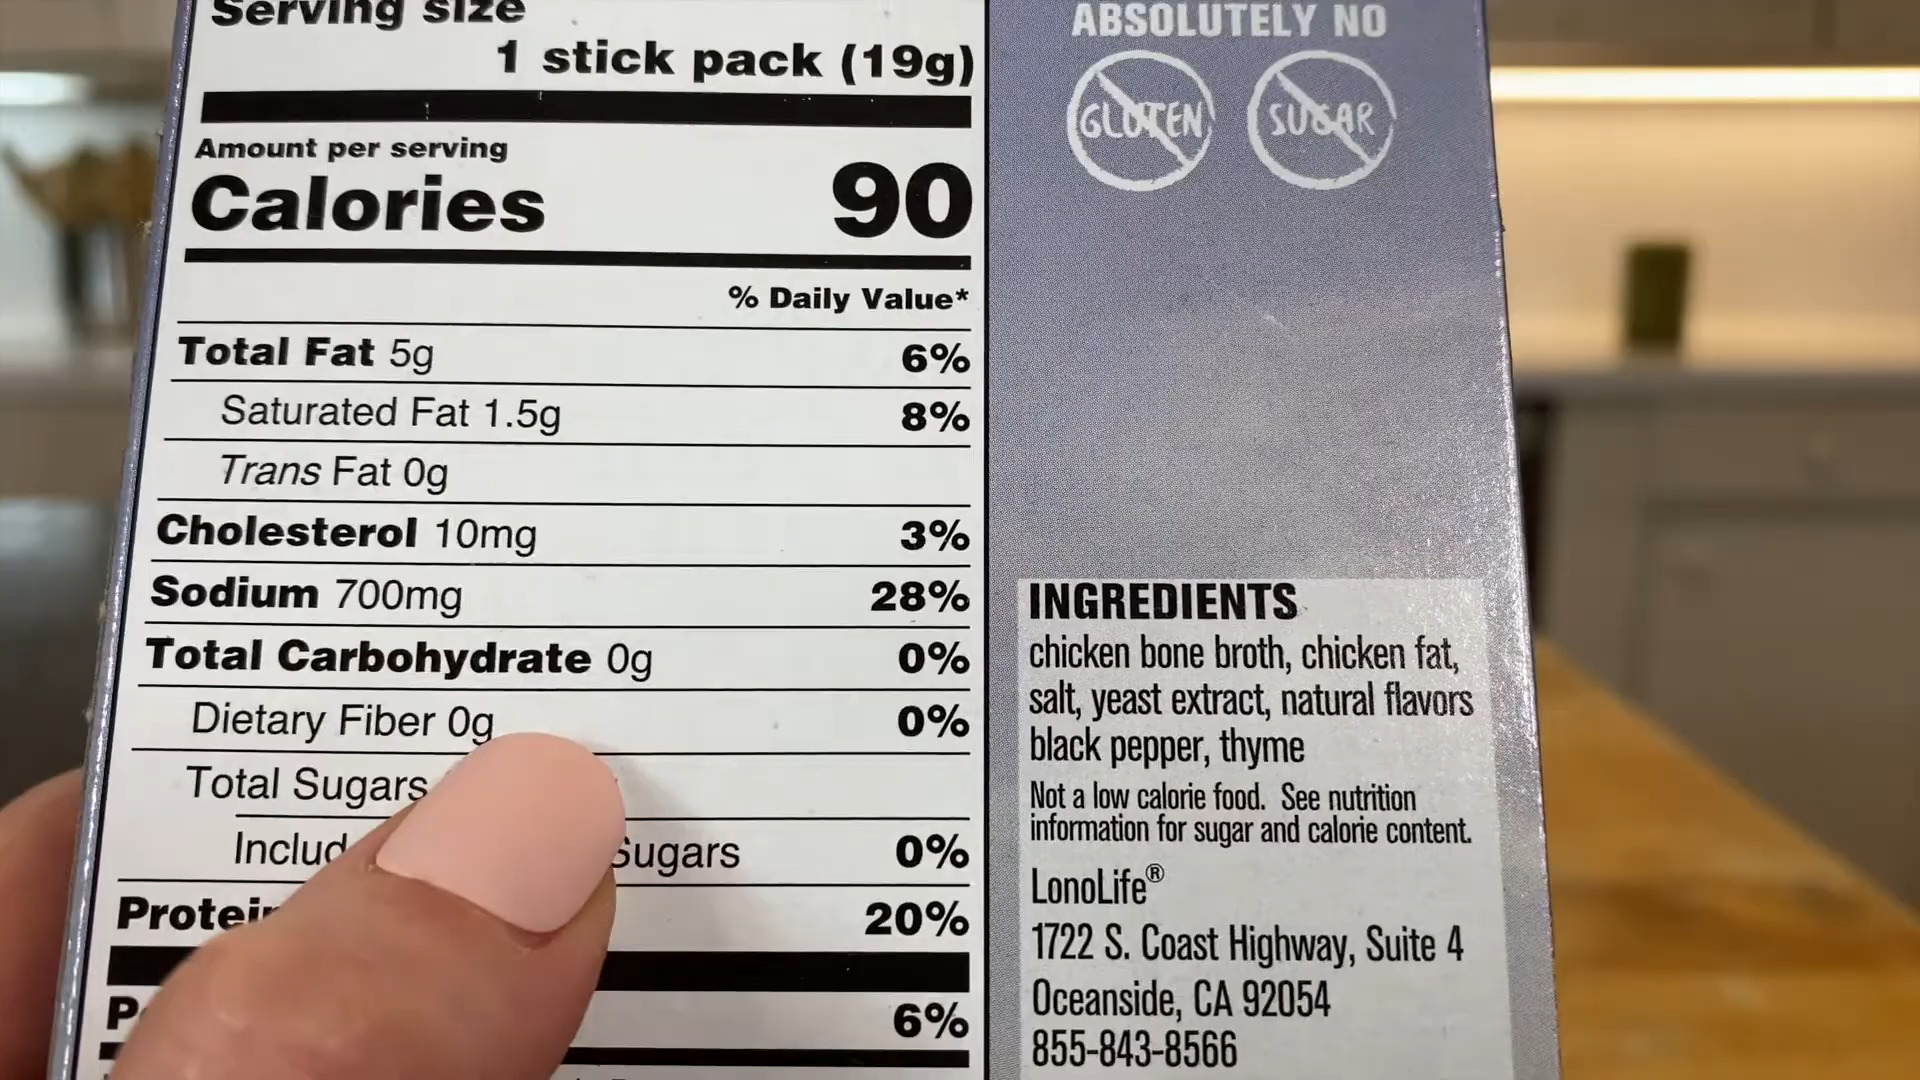 Serving size
1 stick pack (19g)
Amount per serving
Calories 90
% Daily Value*
Total Fat 5g 6%
Saturated Fat 1.5g 8%
Trans Fat 0g
Cholesterol 10mg 3%
Sodium 700mg 28%
Total Carbohydrate 0g 0%
Dietary Fiber 0g 0%
Total Sugars
Sugars 0%
20%
6%
ABSOLUTELY NO
GLUTEN SUGAR
INGREDIENTS
chicken bone broth, chicken fat,
salt, yeast extract, natural flavors
black pepper, thyme
Not a low calorie food. See nutrition
information for sugar and calorie content.
LonoLife®
1722 S. Coast Highway, Suite 4
Oceanside, CA 92054
855-843-8566